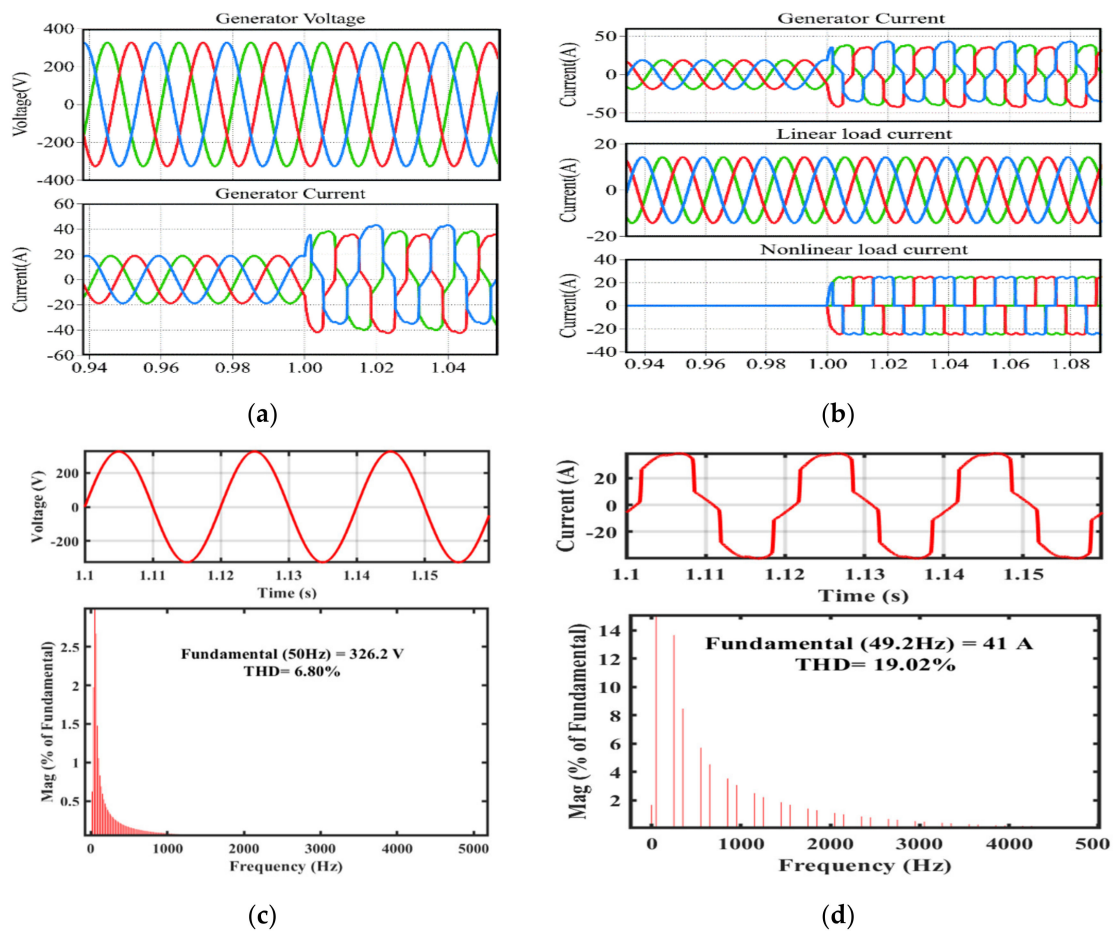 Generator Voltage
400
200
0
-200
-400
Voltage(V)
Generator Current
60
40
20
0
-20
-40
-60
Current(A)
0.94 0.96 0.98 1.00 1.02 1.04
(a)
Generator Current
50
0
-50
Current(A)
Linear load current
20
0
-20
Current(A)
Nonlinear load current
40
20
0
-20
-40
Current(A)
0.94 0.96 0.98 1.00 1.02 1.04 1.06 1.08
(b)
200
0
-200
Voltage (V)
1.1 1.11 1.12 1.13 1.14 1.15
Time (s)
2.5
2
1.5
1
0.5
Mag (% of Fundamental)
Fundamental (50Hz) = 326.2 V
THD= 6.80%
0 1000 2000 3000 4000 5000
Frequency (Hz)
(c)
20
0
-20
Current (A)
1.1 1.11 1.12 1.13 1.14 1.15
Time (s)
14
12
10
8
6
4
2
Mag (% of Fundamental)
Fundamental (49.2Hz) = 41 A
THD= 19.02%
0 1000 2000 3000 4000 500
Frequency (Hz)
(d)